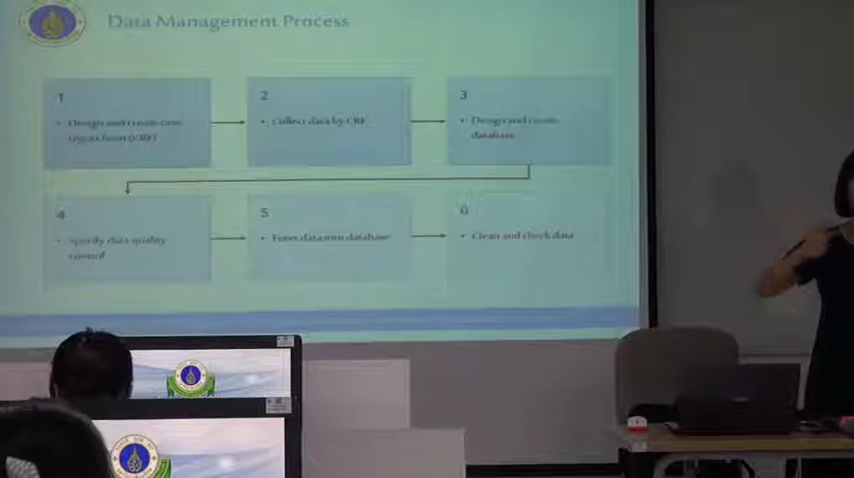 Data Management Process
1
• Design and create case
report form (CRF)
2
• Collect data by CRF
3
• Design and create
database
4
• Specify data quality
control
5
• Enter data into database
6
• Clean and check data